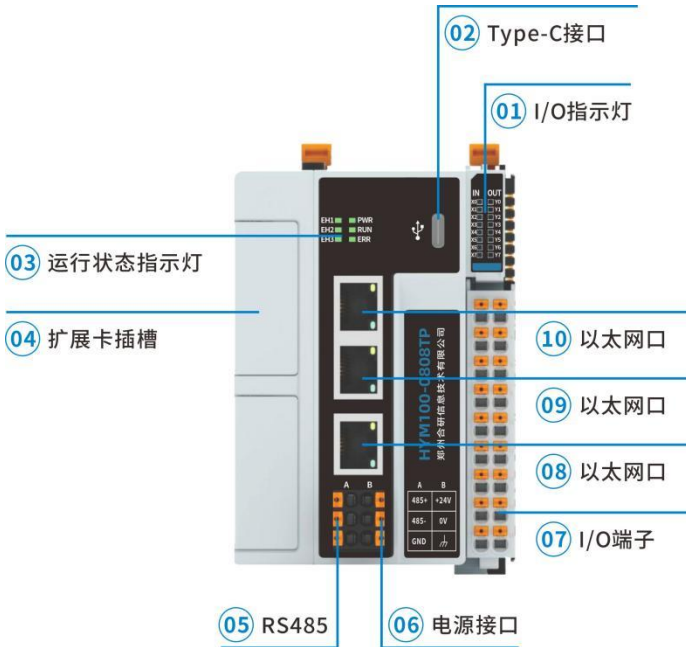 02 Type-C接口
01 I/O指示灯
IN OUT
X0 Y0
X1 Y1
X2 Y2
X3 Y3
X4 Y4
X5 Y5
X6 Y6
X7 Y7
EH1 PWR
EH2 RUN
EH3 ERR
03 运行状态指示灯
04 扩展卡插槽
10 以太网口
09 以太网口
08 以太网口
07 I/O端子
HYM100-0808TP
郑州合研信息技术有限公司
A B
A B
485+ +24V
485- 0V
GND
05 RS485
06 电源接口